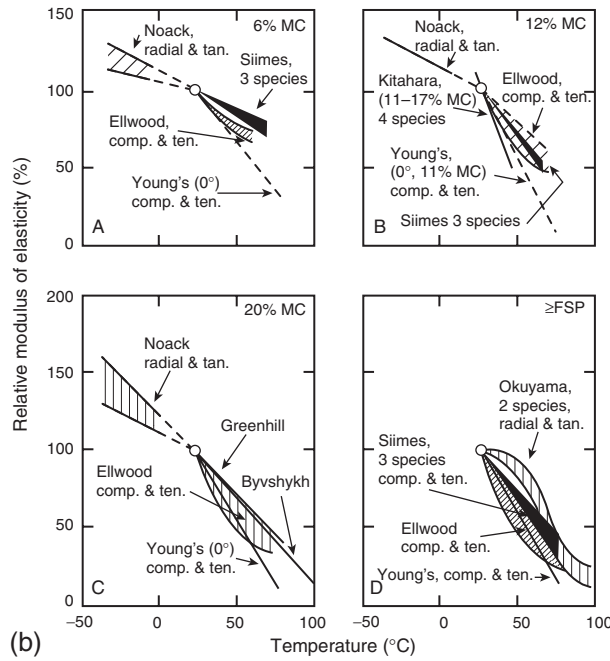 6% MC
Noack,
radial & tan.
Siimes,
3 species
Ellwood,
comp. & ten.
Young's (0°)
comp. & ten.
A
150
100
50
0
12% MC
Noack,
radial & tan.
Kitahara,
(11–17% MC)
4 species
Ellwood,
comp. & ten.
Young's,
(0°, 11% MC)
comp. & ten.
Siimes 3 species
B
Relative modulus of elasticity (%)
20% MC
Noack
radial & tan.
Greenhill
Ellwood
comp. & ten.
Byvshykh
Young's (0°)
comp. & ten.
C
200
150
100
50
0
−50 0 50 100
≥FSP
Okuyama,
2 species,
radial & tan.
Siimes,
3 species
comp. & ten.
Ellwood
comp. & ten.
Young's, comp. & ten.
D
−50 0 50 100
Temperature (°C)
(b)